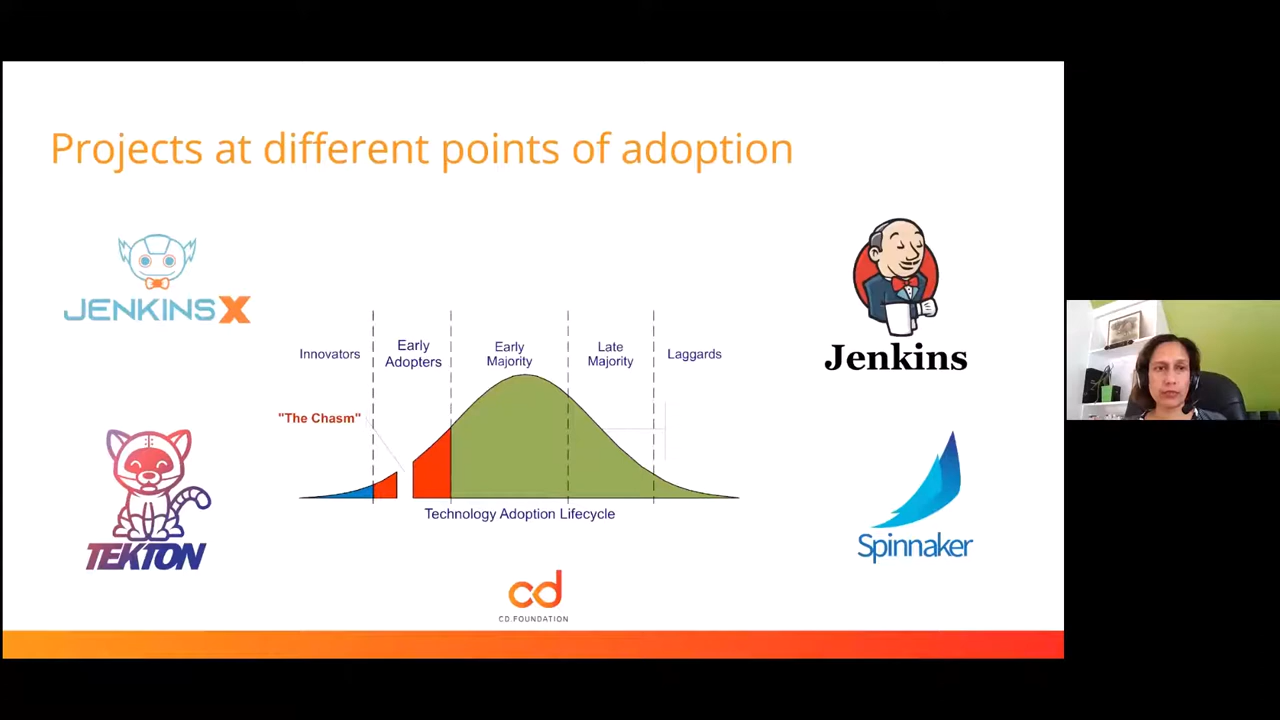 Projects at different points of adoption
JENKINS X
Jenkins
Innovators
Early
Adopters
Early
Majority
Late
Majority
Laggards
"The Chasm"
Technology Adoption Lifecycle
TEKTON
Spinnaker
cd
CD.FOUNDATION